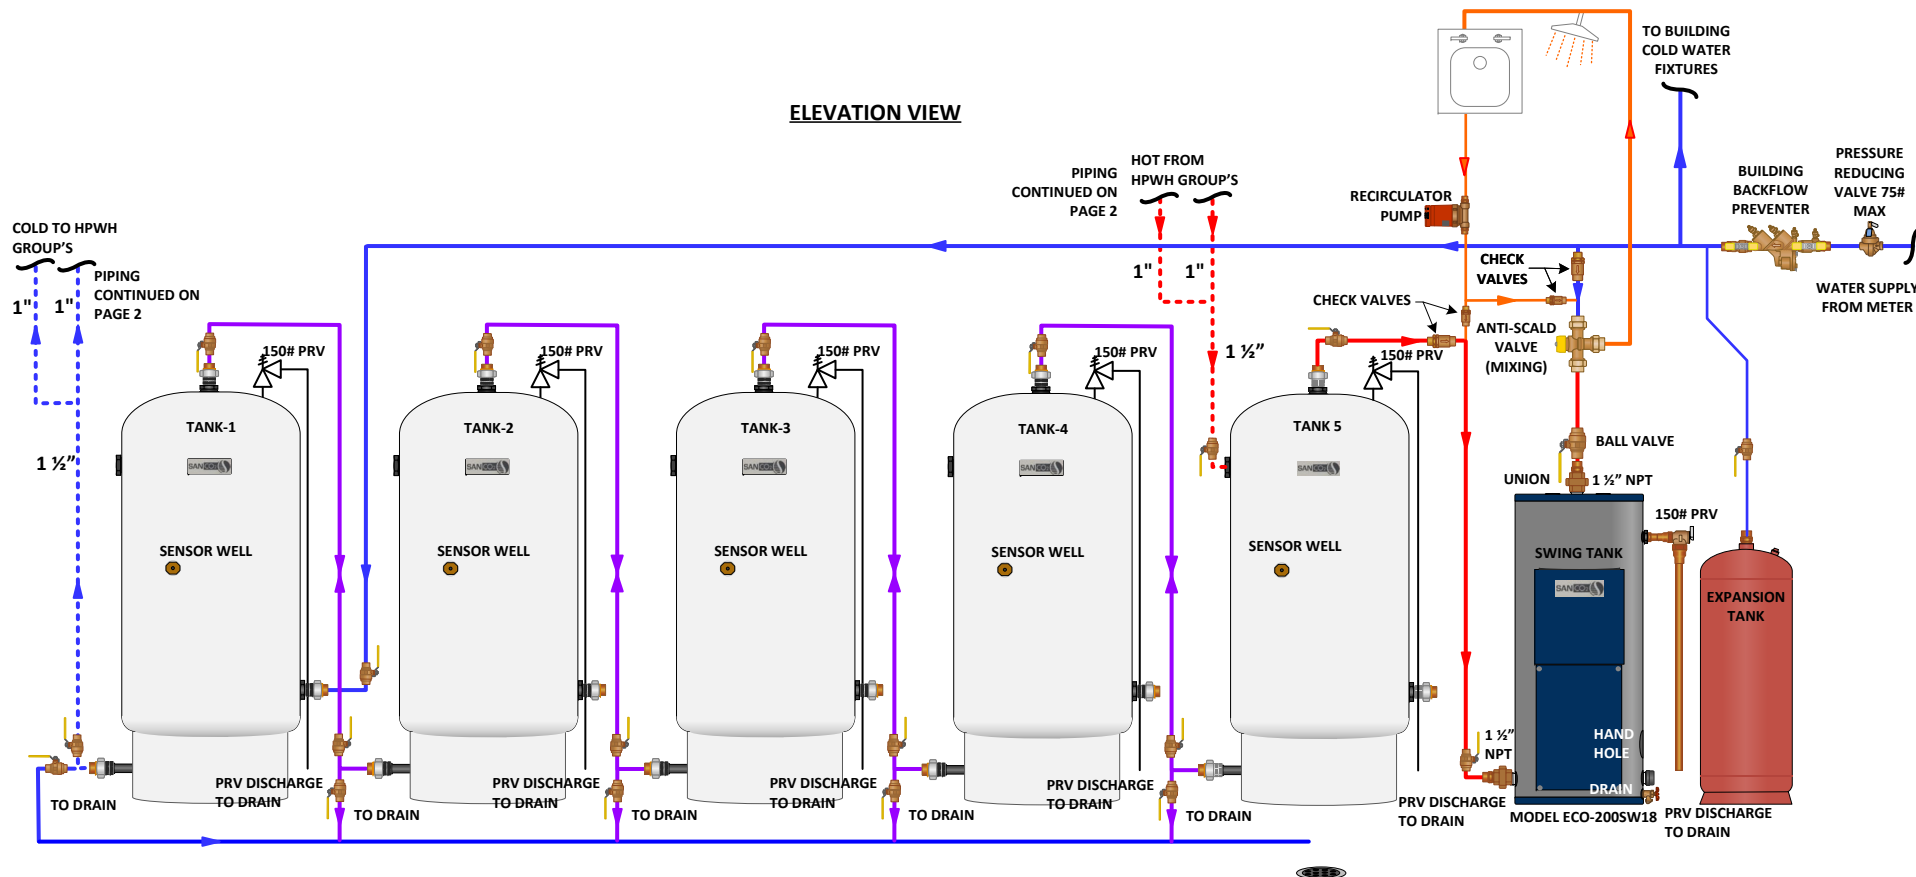 ELEVATION VIEW
TO BUILDING
COLD WATER
FIXTURES
PRESSURE
REDUCING
VALVE 75#
MAX
BUILDING
BACKFLOW
PREVENTER
WATER SUPPLY
FROM METER
HOT FROM
HPWH GROUP'S
PIPING
CONTINUED ON
PAGE 2
RECIRCULATOR
PUMP
COLD TO HPWH
GROUP'S
PIPING
CONTINUED ON
PAGE 2
1"
1"
1 ½”
1"
1"
1 ½”
CHECK
VALVES
CHECK VALVES
ANTI-SCALD
VALVE
(MIXING)
150# PRV
150# PRV
150# PRV
150# PRV
150# PRV
TANK-1
TANK-2
TANK-3
TANK-4
TANK 5
SANCO2
SANCO2
SANCO2
SANCO2
SANCO2
BALL VALVE
UNION
1 ½” NPT
150# PRV
SENSOR WELL
SENSOR WELL
SENSOR WELL
SENSOR WELL
SENSOR WELL
SWING TANK
SANCO2
EXPANSION
TANK
1 ½”
NPT
HAND
HOLE
DRAIN
TO DRAIN
PRV DISCHARGE
TO DRAIN
TO DRAIN
PRV DISCHARGE
TO DRAIN
TO DRAIN
PRV DISCHARGE
TO DRAIN
TO DRAIN
PRV DISCHARGE
TO DRAIN
TO DRAIN
PRV DISCHARGE
TO DRAIN
MODEL ECO-200SW18
PRV DISCHARGE
TO DRAIN